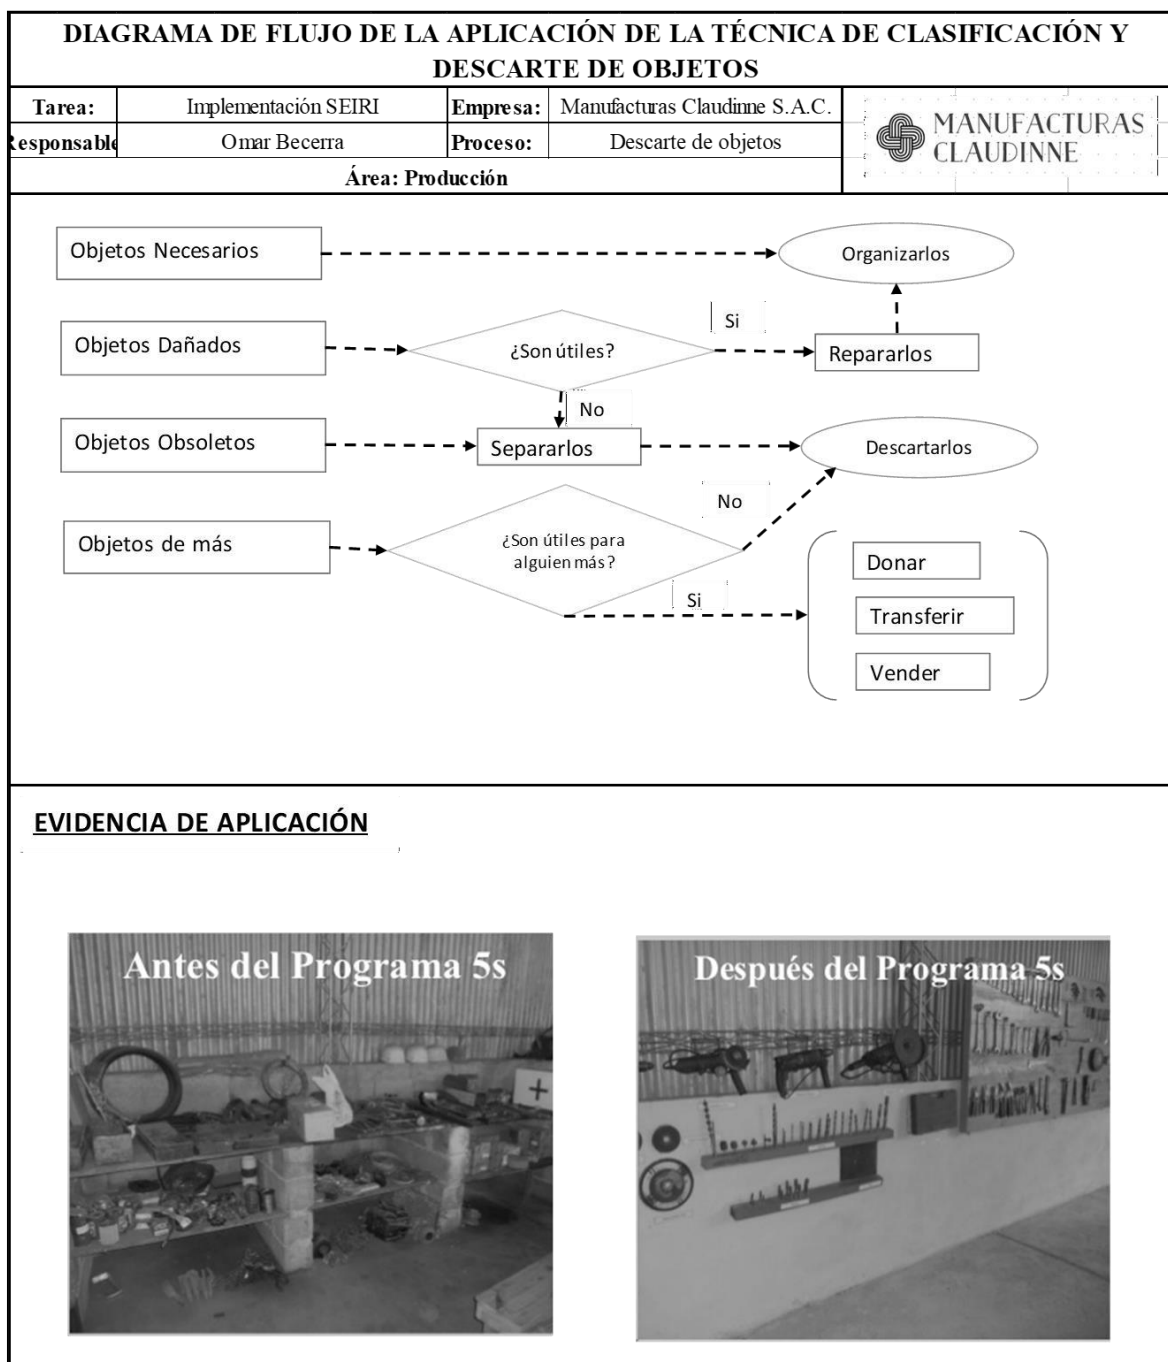 DIAGRAMA DE FLUJO DE LA APLICACIÓN DE LA TÉCNICA DE CLASIFICACIÓN Y
DESCARTE DE OBJETOS
Tarea: Implementación SEIRI Empresa: Manufacturas Claudinne S.A.C.
Responsable Omar Becerra Proceso: Descarte de objetos
Área: Producción
MANUFACTURAS
CLAUDINNE
Objetos Necesarios
Organizarlos
Objetos Dañados
¿Son útiles?
Si
Repararlos
No
Objetos Obsoletos
Separarlos
Descartarlos
Objetos de más
¿Son útiles para
alguien más?
No
Si
Donar
Transferir
Vender
EVIDENCIA DE APLICACIÓN
Antes del Programa 5s
Después del Programa 5s